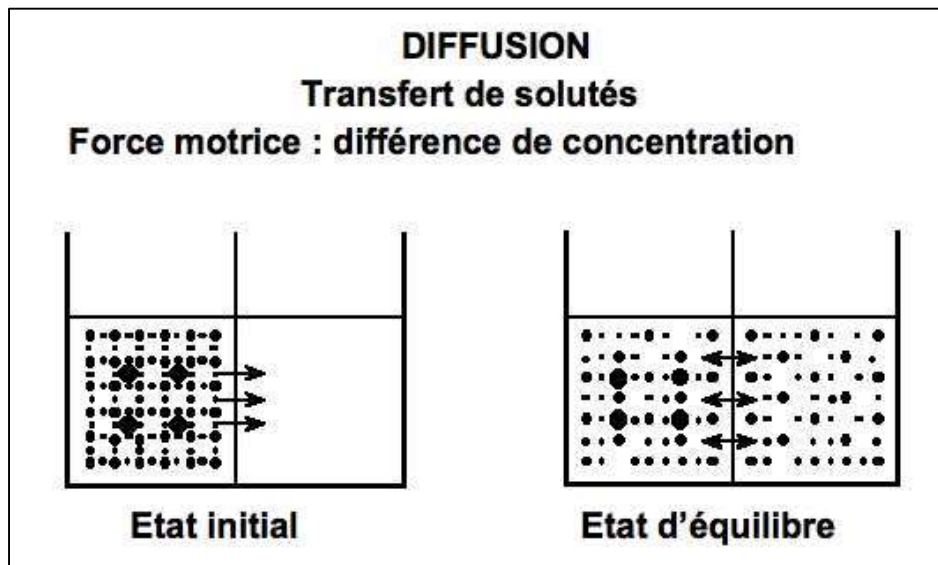 DIFFUSION
Transfert de solutés
Force motrice : différence de concentration
Etat initial
Etat d’équilibre